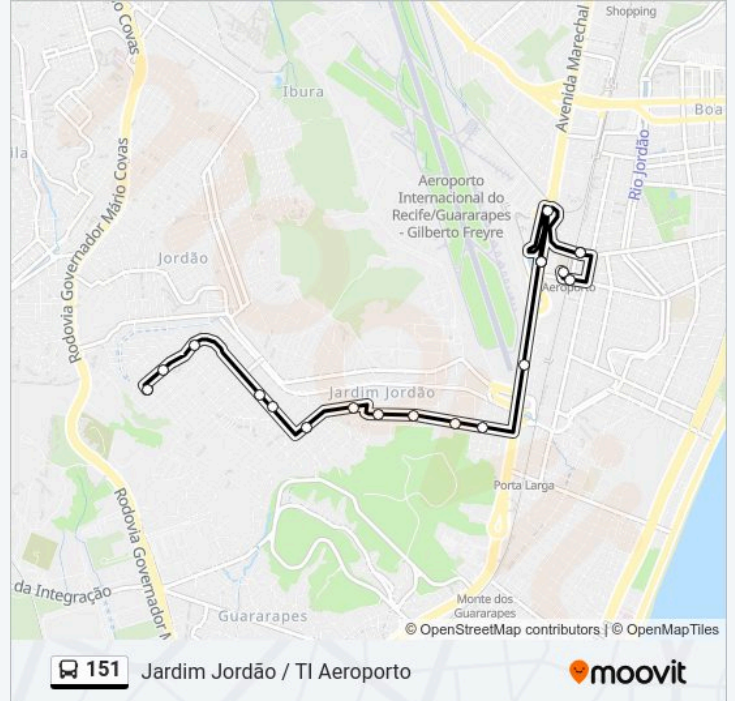 Shopping
o Covas
Avenida Marechal
Ibura
Boa
ila
Rio Jordão
Rodovia Governador Mário Covas
Aeroporto
Internacional do
Recife/Guararapes
- Gilberto Freyre
Jordão
Aeroporto
Jardim Jordão
Porta Larga
Rodovia Governador M
da Integração
Monte dos
Guararapes
Guararapes
© OpenStreetMap contributors | © OpenMapTiles
151 Jardim Jordão / TI Aeroporto
moovit